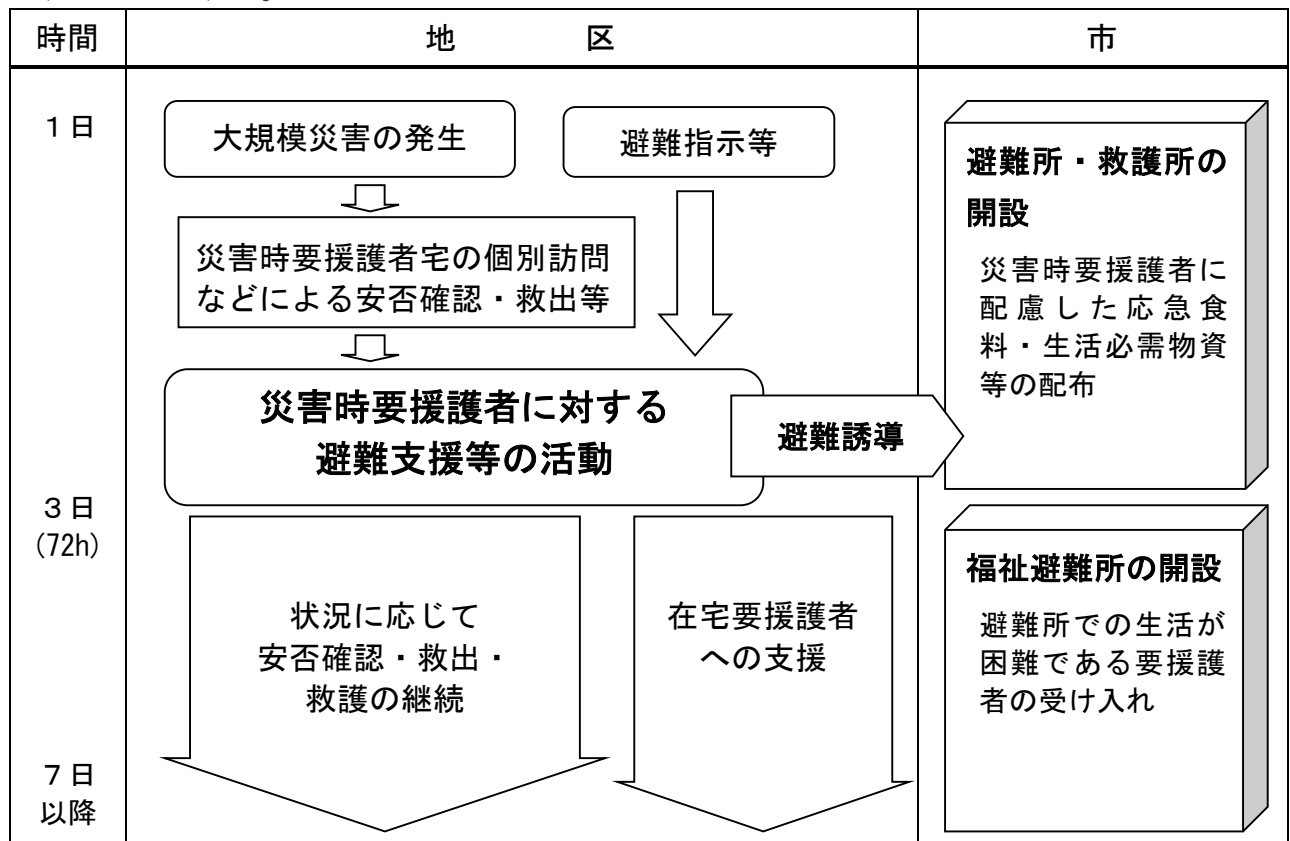 時間
地　区
市
1日
大規模災害の発生
避難指示等
災害時要援護者宅の個別訪問
などによる安否確認・救出等
災害時要援護者に対する
避難支援等の活動
避難誘導
避難所・救護所の
開設
災害時要援護者に
配慮した応急食
料・生活必需物資
等の配布
3日
(72h)
状況に応じて
安否確認・救出・
救護の継続
在宅要援護者
への支援
福祉避難所の開設
避難所での生活が
困難である要援護
者の受け入れ
7日
以降